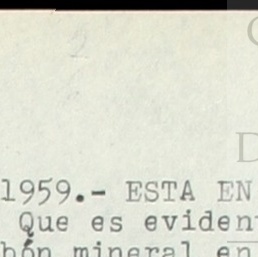 1959.- ESTA EN
Que es eviden
bón mineral en